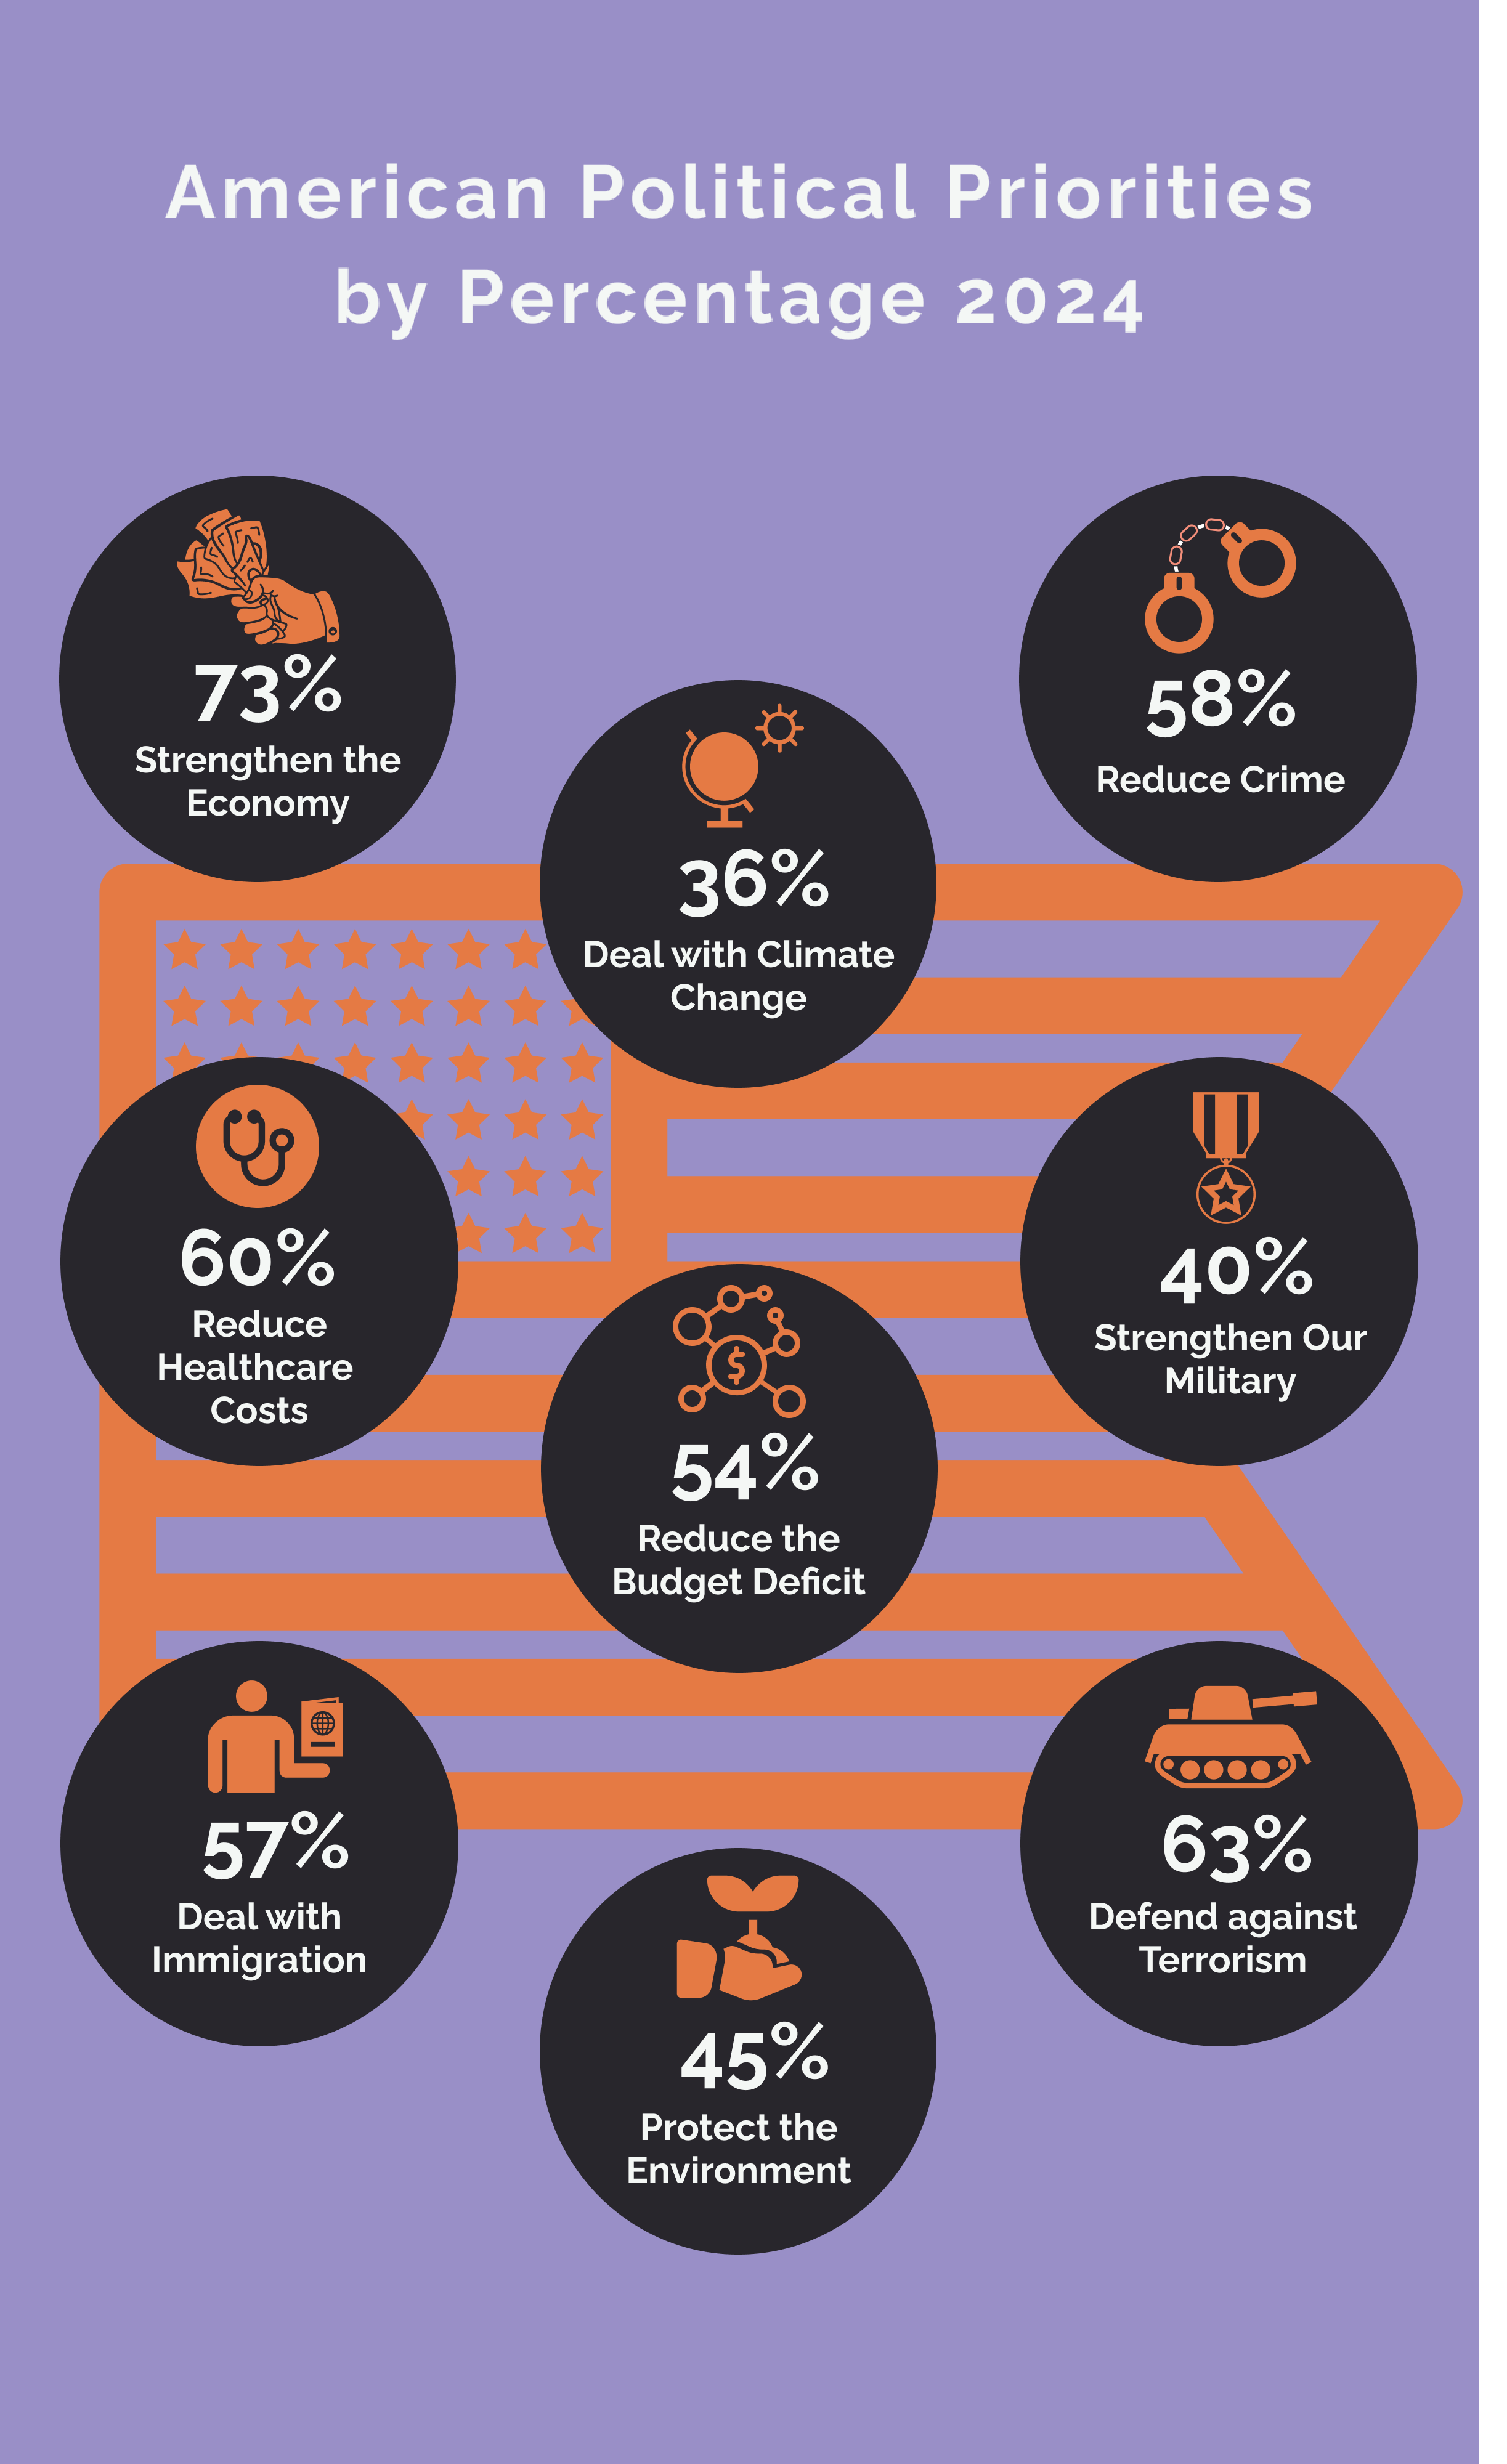 American Political Priorities
by Percentage 2024
73%
Strengthen the
Economy
58%
Reduce Crime
36%
Deal with Climate
Change
60%
Reduce
Healthcare
Costs
40%
Strengthen Our
Military
$
54%
Reduce the
Budget Deficit
57%
Deal with
Immigration
63%
Defend against
Terrorism
45%
Protect the
Environment